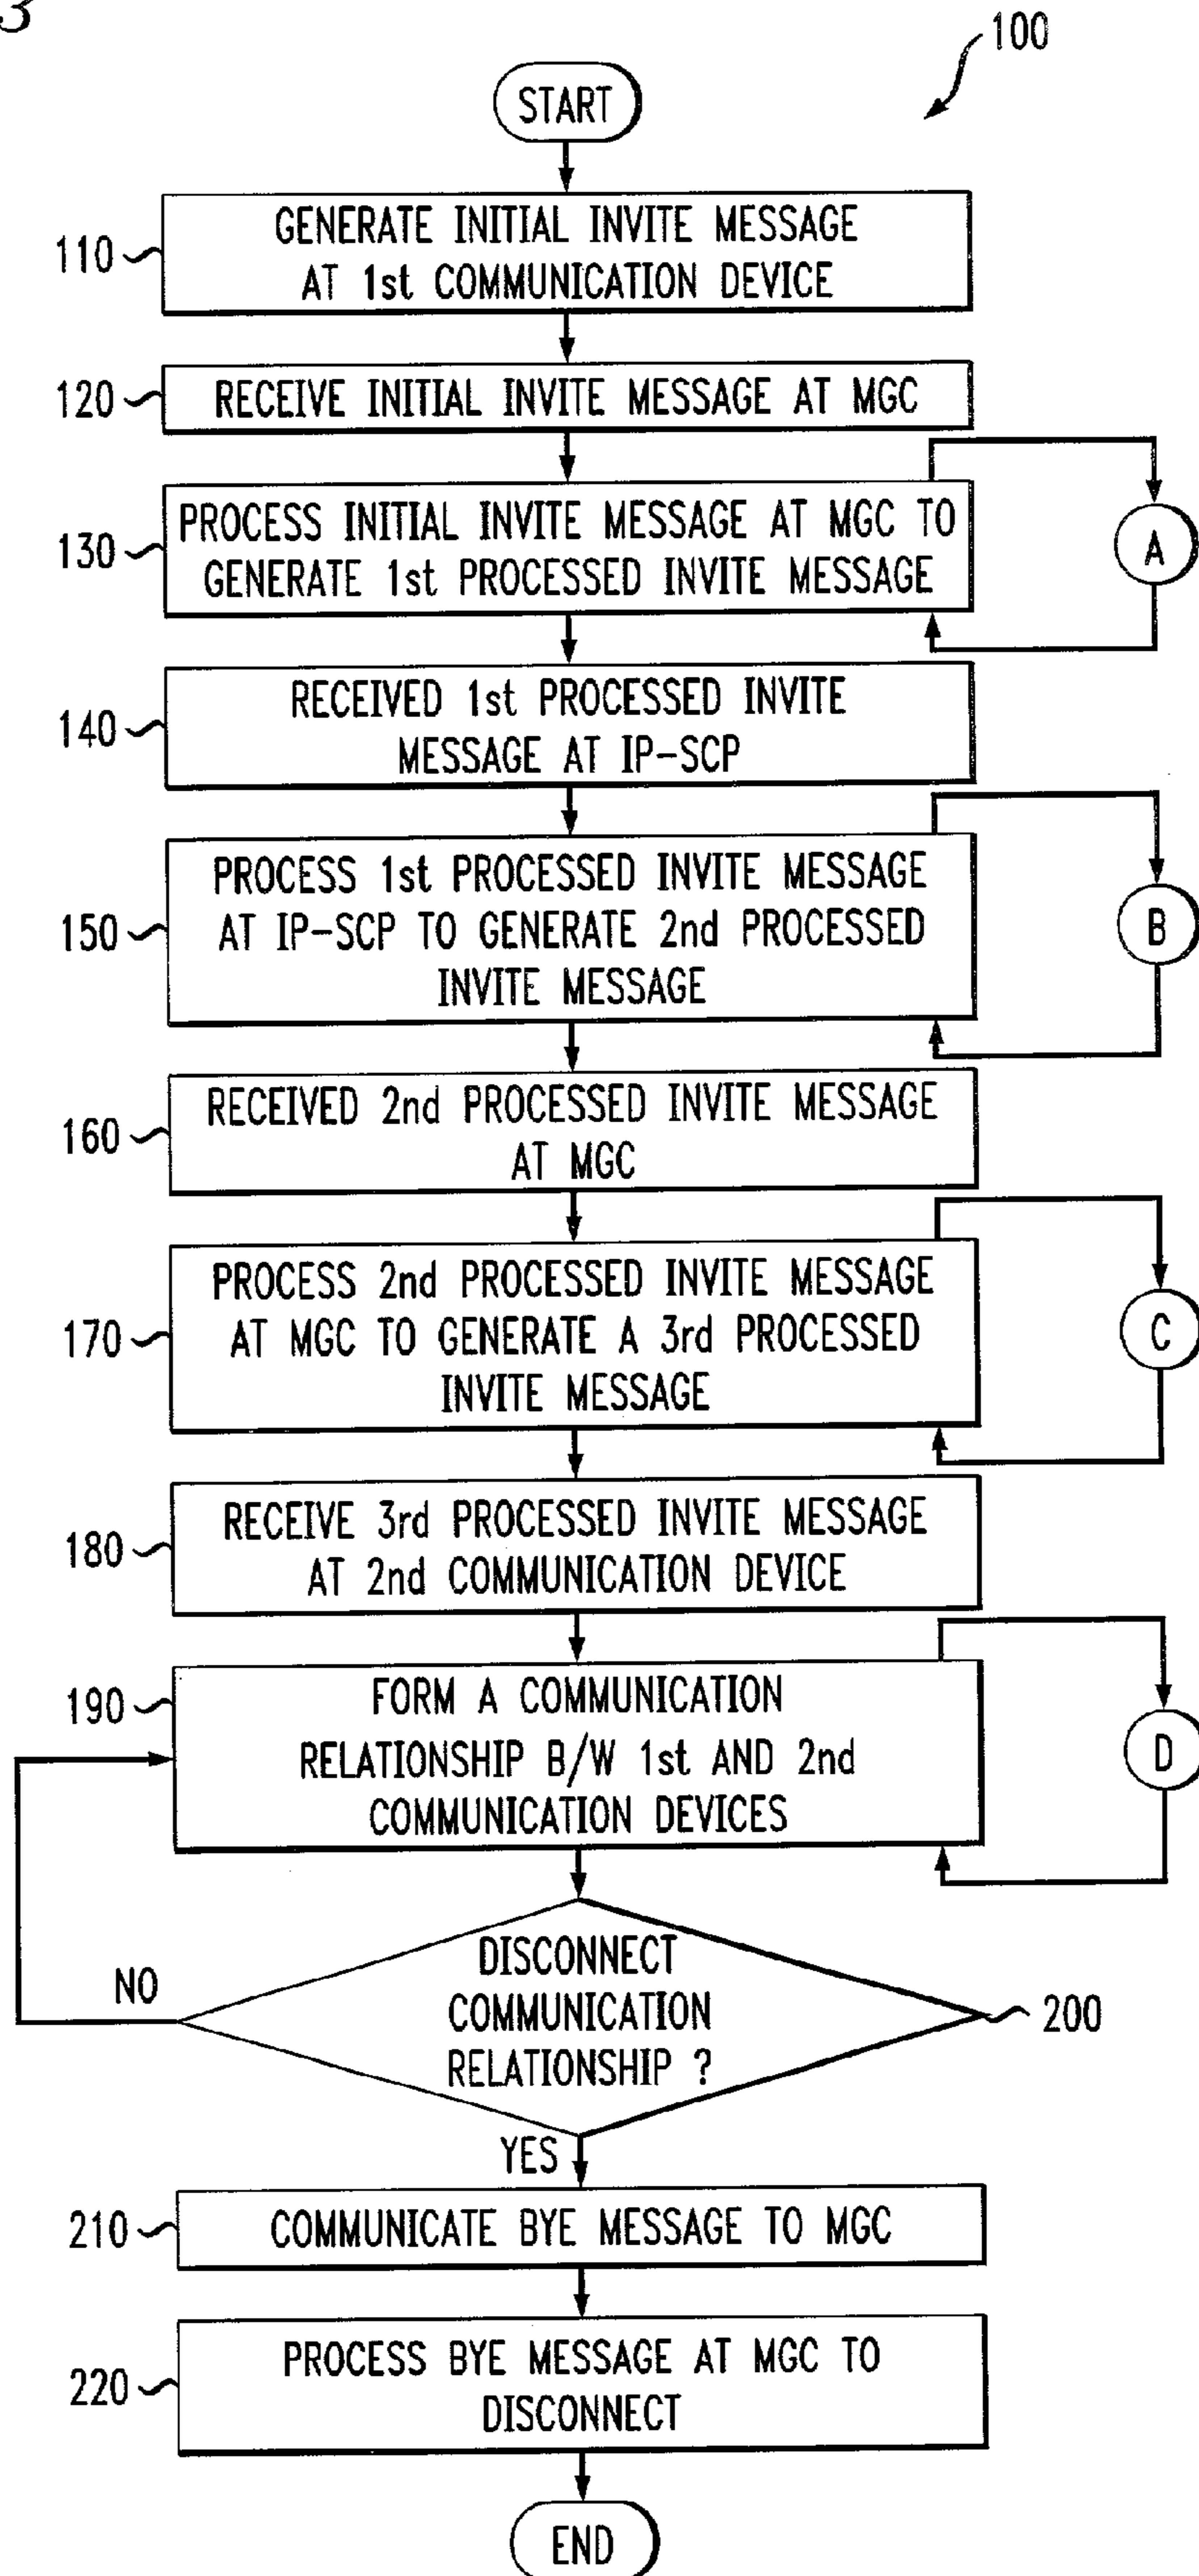 3
100
START
110
GENERATE INITIAL INVITE MESSAGE
AT 1st COMMUNICATION DEVICE
120
RECEIVE INITIAL INVITE MESSAGE AT MGC
130
PROCESS INITIAL INVITE MESSAGE AT MGC TO
GENERATE 1st PROCESSED INVITE MESSAGE
A
140
RECEIVED 1st PROCESSED INVITE
MESSAGE AT IP-SCP
150
PROCESS 1st PROCESSED INVITE MESSAGE
AT IP-SCP TO GENERATE 2nd PROCESSED
INVITE MESSAGE
B
160
RECEIVED 2nd PROCESSED INVITE MESSAGE
AT MGC
170
PROCESS 2nd PROCESSED INVITE MESSAGE
AT MGC TO GENERATE A 3rd PROCESSED
INVITE MESSAGE
C
180
RECEIVE 3rd PROCESSED INVITE MESSAGE
AT 2nd COMMUNICATION DEVICE
190
FORM A COMMUNICATION
RELATIONSHIP B/W 1st AND 2nd
COMMUNICATION DEVICES
D
NO
DISCONNECT
COMMUNICATION
RELATIONSHIP ?
200
YES
210
COMMUNICATE BYE MESSAGE TO MGC
220
PROCESS BYE MESSAGE AT MGC TO
DISCONNECT
END